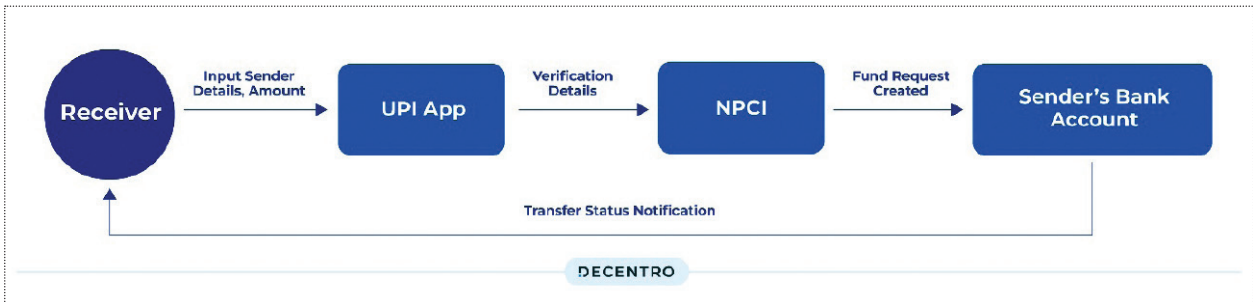 Receiver
Input Sender
Details, Amount
UPI App
Verification
Details
NPCI
Fund Request
Created
Sender's Bank
Account
Transfer Status Notification
DECENTRO